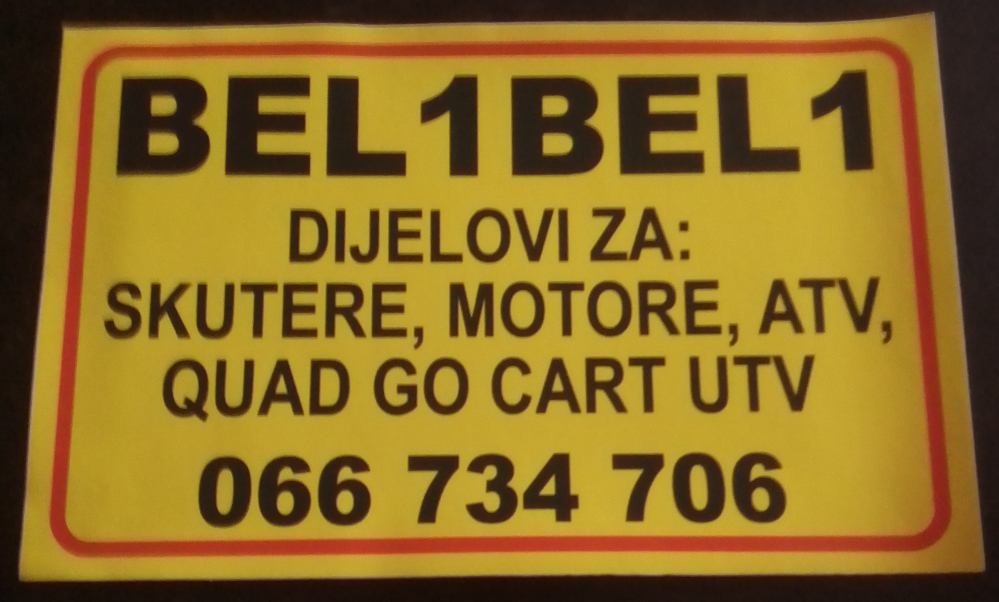 BEL1BEL1
DIJELOVI ZA:
SKUTERE, MOTORE, ATV,
QUAD GO CART UTV
066 734 706